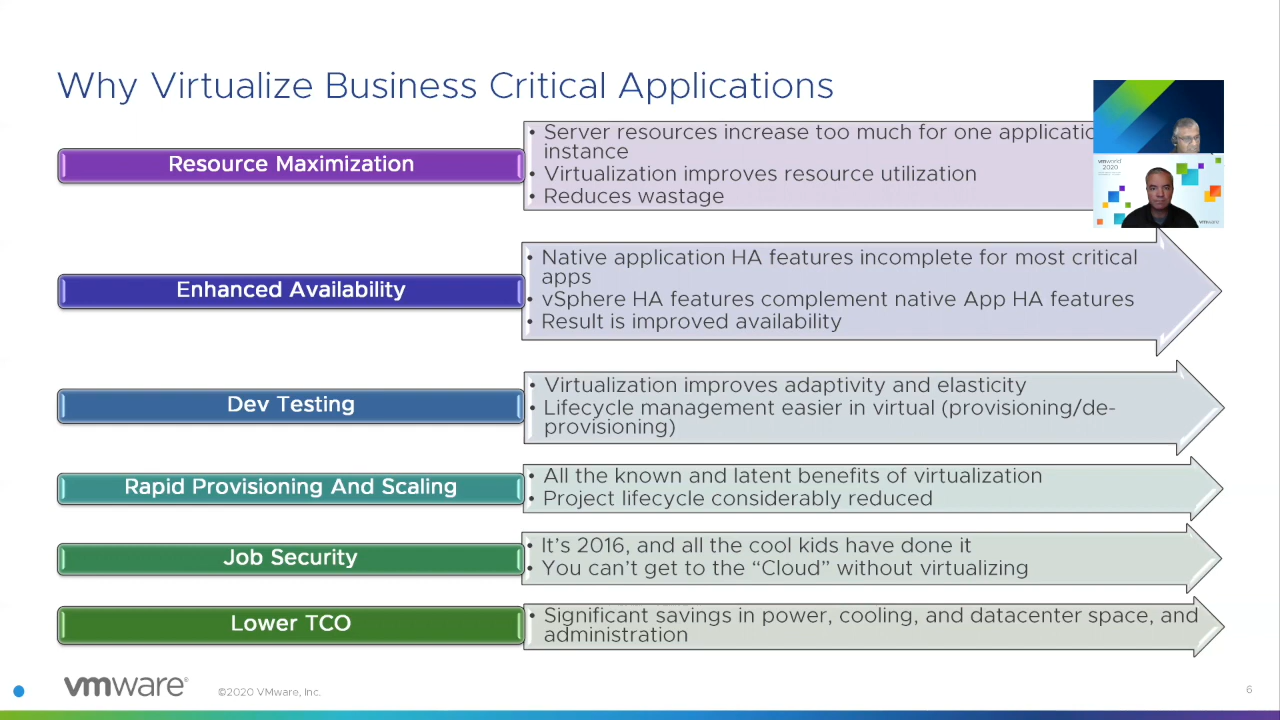 Why Virtualize Business Critical Applications
Resource Maximization
• Server resources increase too much for one
instance
• Virtualization improves resource utilization
• Reduces wastage
vmworld
2020
vmware
Enhanced Availability
• Native application HA features incomplete for most critical
apps
• vSphere HA features complement native App HA features
• Result is improved availability
Dev Testing
• Virtualization improves adaptivity and elasticity
• Lifecycle management easier in virtual (provisioning/de-
provisioning)
Rapid Provisioning And Scaling
• All the known and latent benefits of virtualization
• Project lifecycle considerably reduced
Job Security
• It's 2016, and all the cool kids have done it
• You can't get to the “Cloud” without virtualizing
Lower TCO
• Significant savings in power, cooling, and datacenter space, and
administration
vmware®
©2020 VMware, Inc.
6